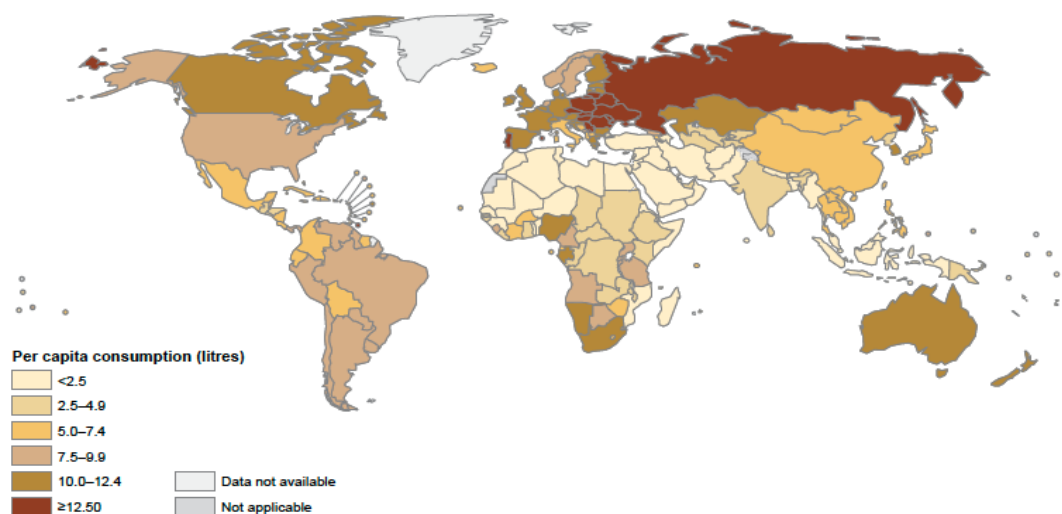 Per capita consumption (litres)
<2.5
2.5–4.9
5.0–7.4
7.5–9.9
10.0–12.4
≥12.50
Data not available
Not applicable